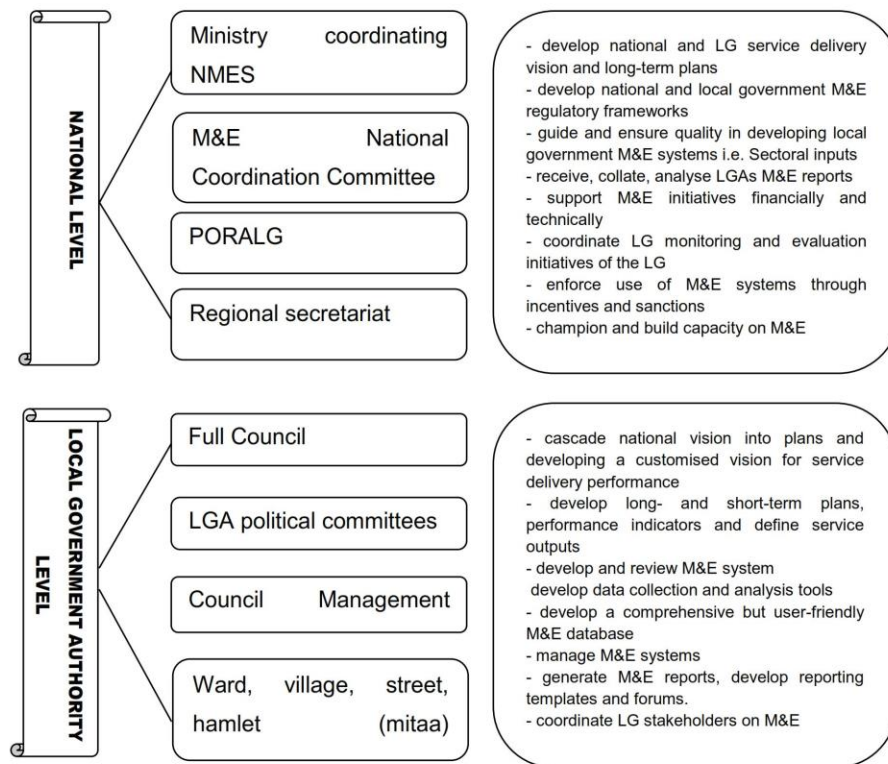 NATIONAL LEVEL
Ministry coordinating
NMES
M&E National
Coordination Committee
PORALG
Regional secretariat
- develop national and LG service delivery
vision and long-term plans
- develop national and local government M&E
regulatory frameworks
- guide and ensure quality in developing local
government M&E systems i.e. Sectoral inputs
- receive, collate, analyse LGAs M&E reports
- support M&E initiatives financially and
technically
- coordinate LG monitoring and evaluation
initiatives of the LG
- enforce use of M&E systems through
incentives and sanctions
- champion and build capacity on M&E
LOCAL GOVERNMENT AUTHORITY
LEVEL
Full Council
LGA political committees
Council Management
Ward, village, street,
hamlet (mitaa)
- cascade national vision into plans and
developing a customised vision for service
delivery performance
- develop long- and short-term plans,
performance indicators and define service
outputs
- develop and review M&E system
develop data collection and analysis tools
- develop a comprehensive but user-friendly
M&E database
- manage M&E systems
- generate M&E reports, develop reporting
templates and forums.
- coordinate LG stakeholders on M&E